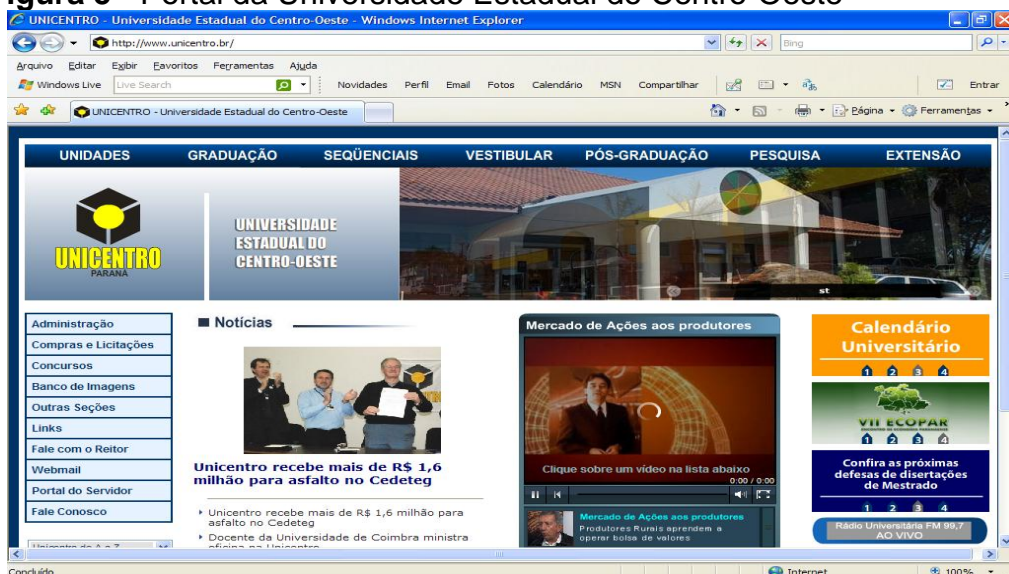 igura 3 - Portal da Universidade Estadual do Centro-Oeste
UNICENTRO - Universidade Estadual do Centro-Oeste - Windows Internet Explorer
http://www.unicentro.br/
Bing
Arquivo Editar Exibir Favoritos Ferramentas Ajuda
Windows Live Live Search Novidades Perfil Email Fotos Calendário MSN Compartilhar Entrar
UNICENTRO - Universidade Estadual do Centro-Oeste Página Ferramentas
UNIDADES GRADUAÇÃO SEQÜENCIAIS VESTIBULAR PÓS-GRADUAÇÃO PESQUISA EXTENSÃO
UNICENTRO
PARANÁ
UNIVERSIDADE
ESTADUAL DO
CENTRO-OESTE
st
Administração
Compras e Licitações
Concursos
Banco de Imagens
Outras Seções
Links
Fale com o Reitor
Webmail
Portal do Servidor
Fale Conosco
Unicentro de A a Z
Notícias
Unicentro recebe mais de R$ 1,6
milhão para asfalto no Cedeteg
Unicentro recebe mais de R$ 1,6 milhão para
asfalto no Cedeteg
Docente da Universidade de Coimbra ministra
oficina na Unicentro
Mercado de Ações aos produtores
Clique sobre um vídeo na lista abaixo
0:00 / 0:00
Mercado de Ações aos produtores
Produtores Rurais aprendem a
operar bolsa de valores
Calendário
Universitário
1 2 3 4
VII ECOPAR
1 2 3 4
Confira as próximas
defesas de disertações
de Mestrado
1 2 3 4
Rádio Universitária FM 99,7
AO VIVO
Concluído Internet 100%